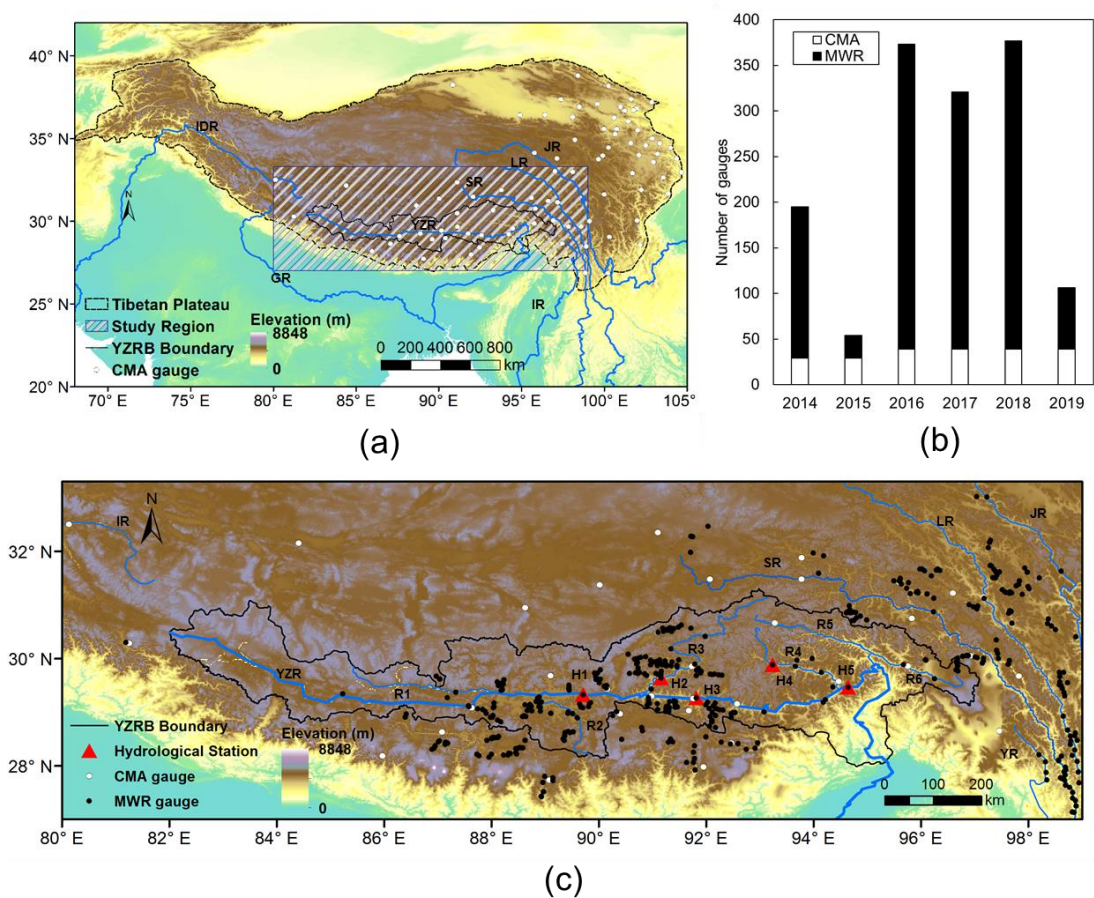 40° N
35° N
30° N
25° N
20° N
IDR
JR
LR
SR
YZR
GR
IR
N
Tibetan Plateau
Study Region
YZRB Boundary
CMA gauge
Elevation (m)
8848
0
0 200 400 600 800
km
70° E 75° E 80° E 85° E 90° E 95° E 100° E 105° E
(a)
400
350
300
250
200
150
100
50
0
Number of gauges
CMA
MWR
2014 2015 2016 2017 2018 2019
(b)
32° N
30° N
28° N
N
IR
LR
JR
SR
R5
R3
R4
H4
H5
R6
YZR
R1
H1
H2
H3
R2
YR
YZRB Boundary
Hydrological Station
CMA gauge
MWR gauge
Elevation (m)
8848
0
0 100 200
km
80° E 82° E 84° E 86° E 88° E 90° E 92° E 94° E 96° E 98° E
(c)